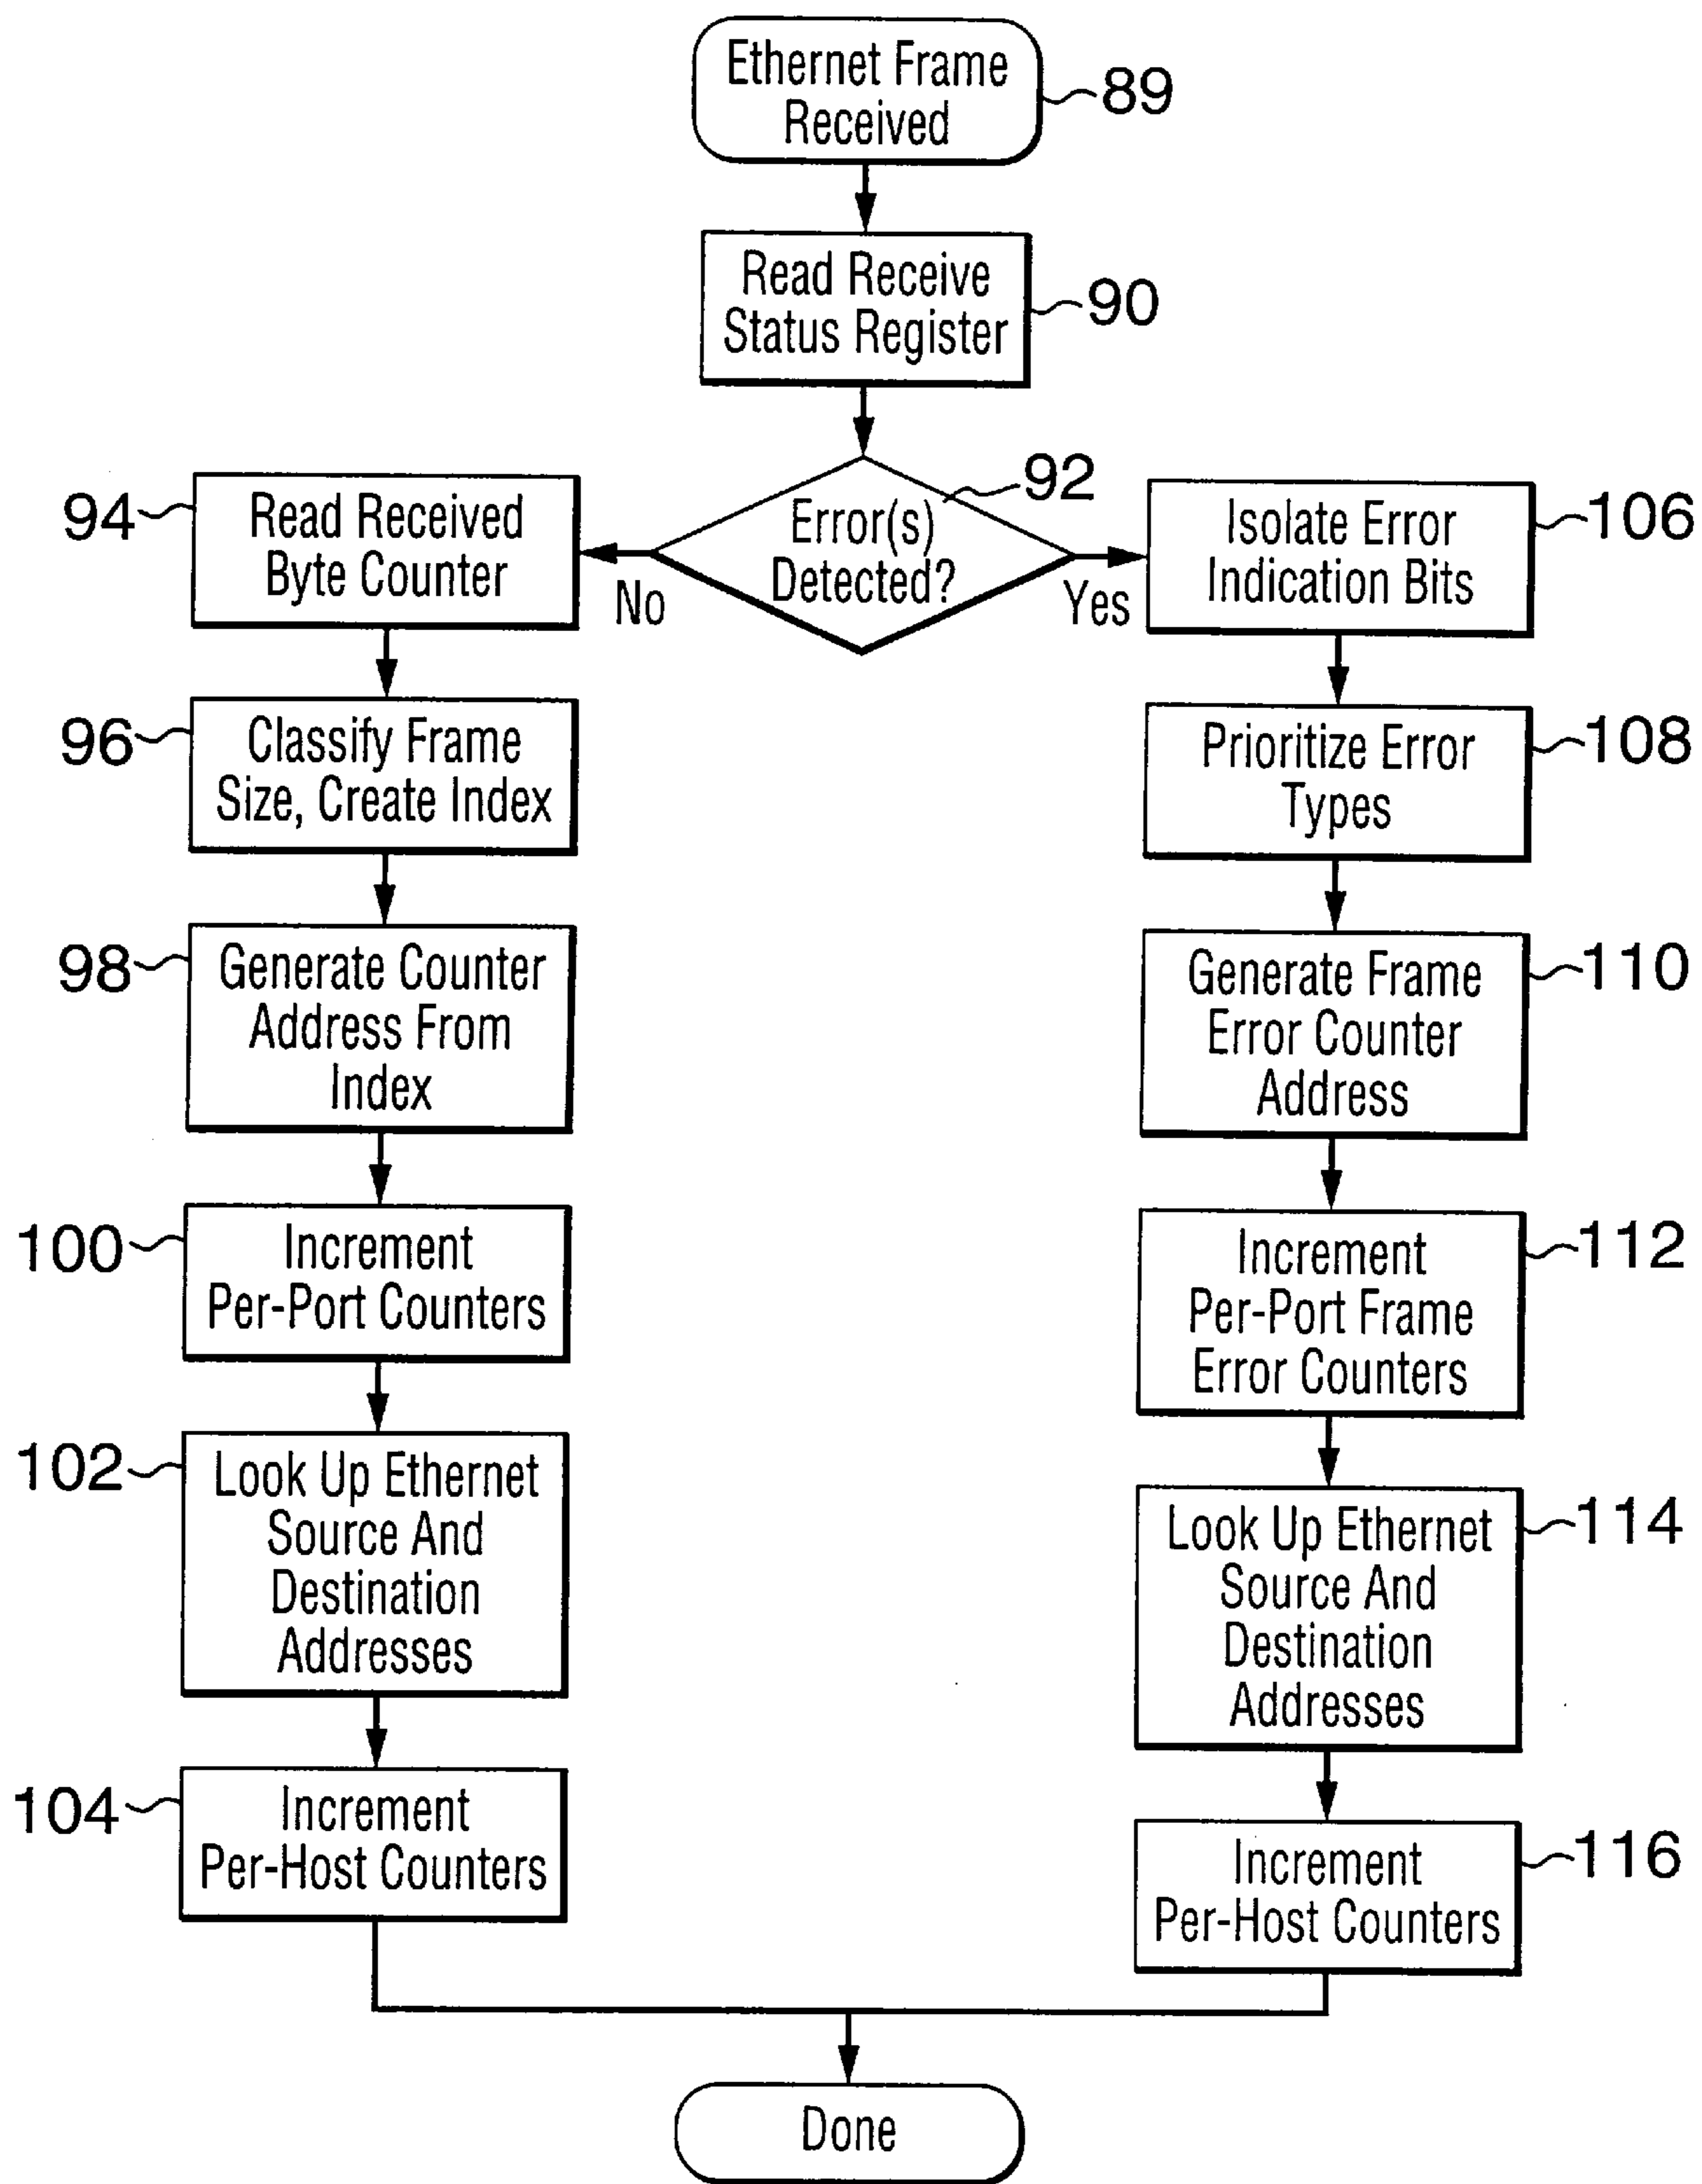 Ethernet Frame
Received
89
Read Receive
Status Register
90
Error(s)
Detected?
92
No
Yes
94
Read Received
Byte Counter
96
Classify Frame
Size, Create Index
98
Generate Counter
Address From
Index
100
Increment
Per-Port Counters
102
Look Up Ethernet
Source And
Destination
Addresses
104
Increment
Per-Host Counters
Isolate Error
Indication Bits
106
Prioritize Error
Types
108
Generate Frame
Error Counter
Address
110
Increment
Per-Port Frame
Error Counters
112
Look Up Ethernet
Source And
Destination
Addresses
114
Increment
Per-Host Counters
116
Done